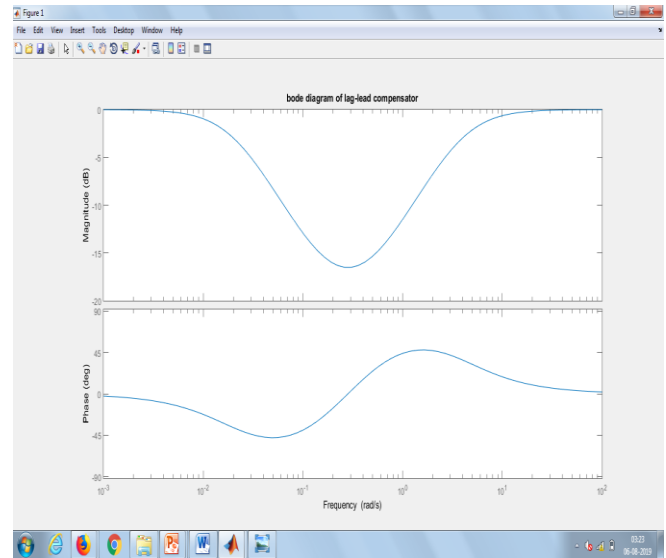 Figure 1
File Edit View Insert Tools Desktop Window Help
bode diagram of lag-lead compensator
0
-5
-10
-15
-20
Magnitude (dB)
90
45
0
-45
-90
Phase (deg)
10^-3 10^-2 10^-1 10^0 10^1 10^2
Frequency (rad/s)
03:23
06-08-2019